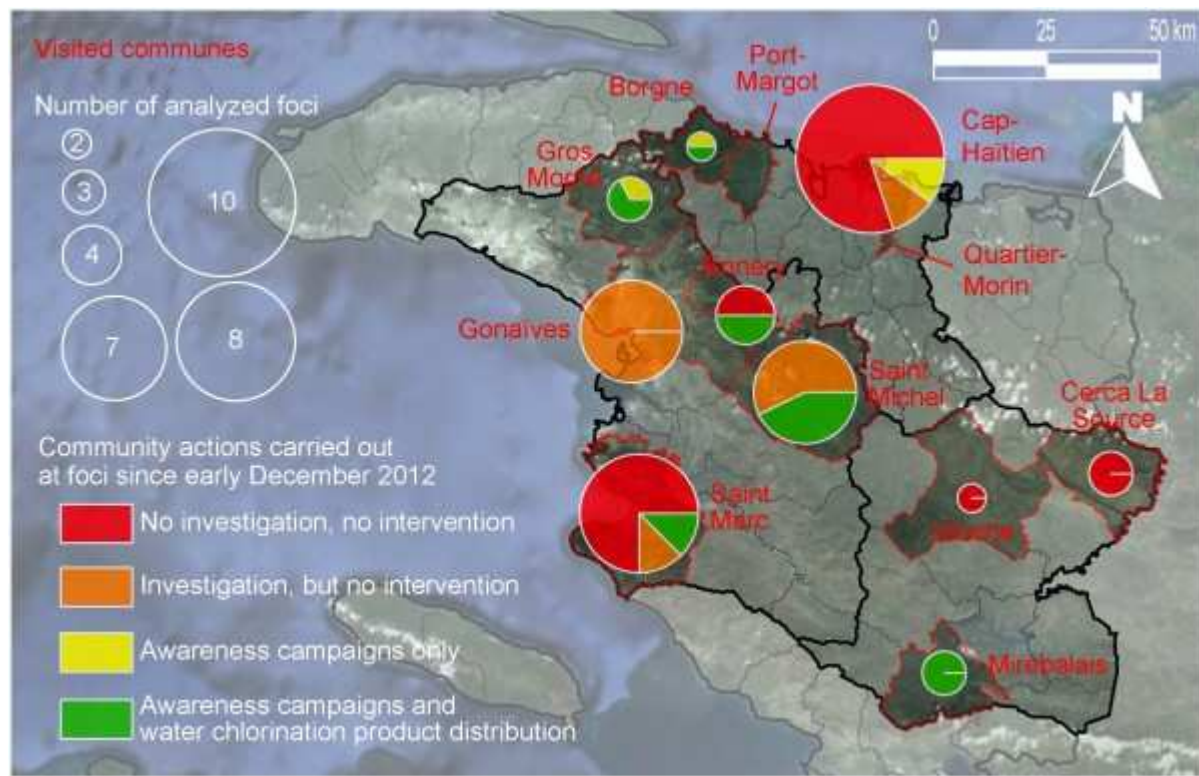 Visited communes
Number of analyzed foci
2
3
4
7
10
8
Community actions carried out
at foci since early December 2012
No investigation, no intervention
Investigation, but no intervention
Awareness campaigns only
Awareness campaigns and
water chlorination product distribution
0 25 50 km
N
Borgne
Port-
Margot
Cap-
Haïtien
Gros
Quartier-
Morin
Gonaïves
Saint
Michel
Cerca La
Source
Saint
Marc
Mirebalais